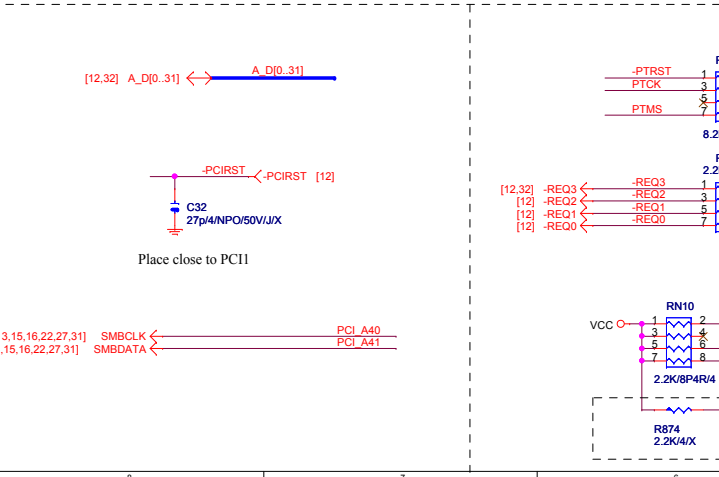 [12,32] A_D[0..31]
A_D[0..31]
-PCIRST
-PCIRST [12]
C32
27p/4/NPO/50V/J/X
Place close to PCI1
3,15,16,22,27,31] SMBCLK
PCI_A40
,15,16,22,27,31] SMBDATA
PCI_A41
-PTRST
1
PTCK
3
5
PTMS
7
8.2
2.2
[12,32] -REQ3
-REQ3
1
[12] -REQ2
-REQ2
3
[12] -REQ1
-REQ1
5
[12] -REQ0
-REQ0
7
RN10
VCC
1
2
3
4
5
6
7
8
2.2K/8P4R/4
R874
2.2K/4/X